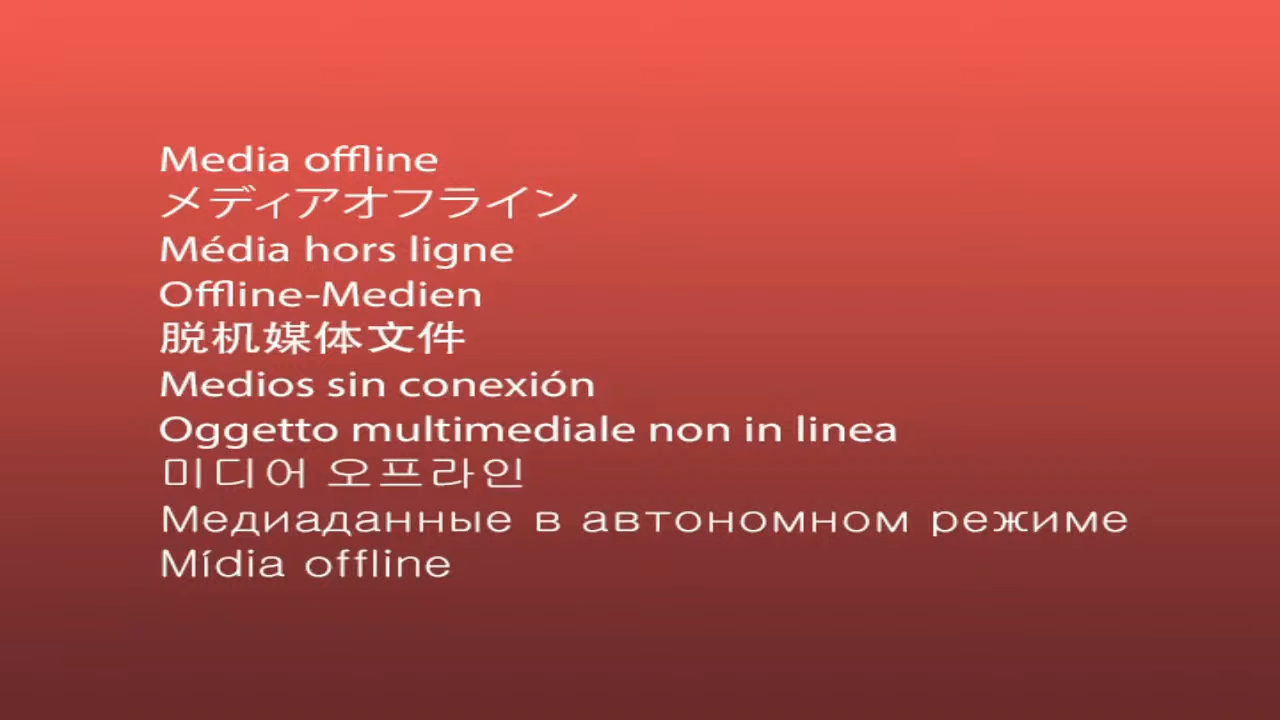 Media offline
メディアオフライン
Média hors ligne
Offline-Medien
脱机媒体文件
Medios sin conexión
Oggetto multimediale non in linea
미디어 오프라인
Медиаданные в автономном режиме
Mídia offline